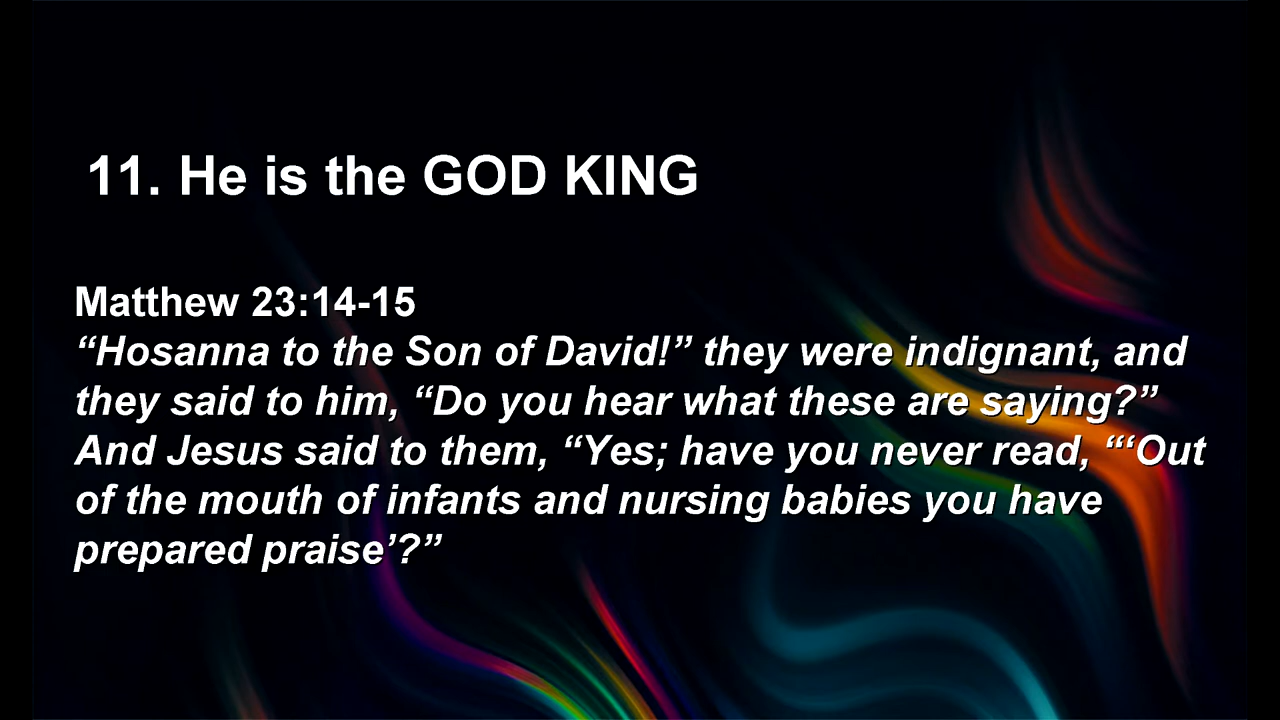 11. He is the GOD KING
Matthew 23:14-15
“Hosanna to the Son of David!” they were indignant, and
they said to him, “Do you hear what these are saying?”
And Jesus said to them, “Yes; have you never read, “‘Out
of the mouth of infants and nursing babies you have
prepared praise’?”